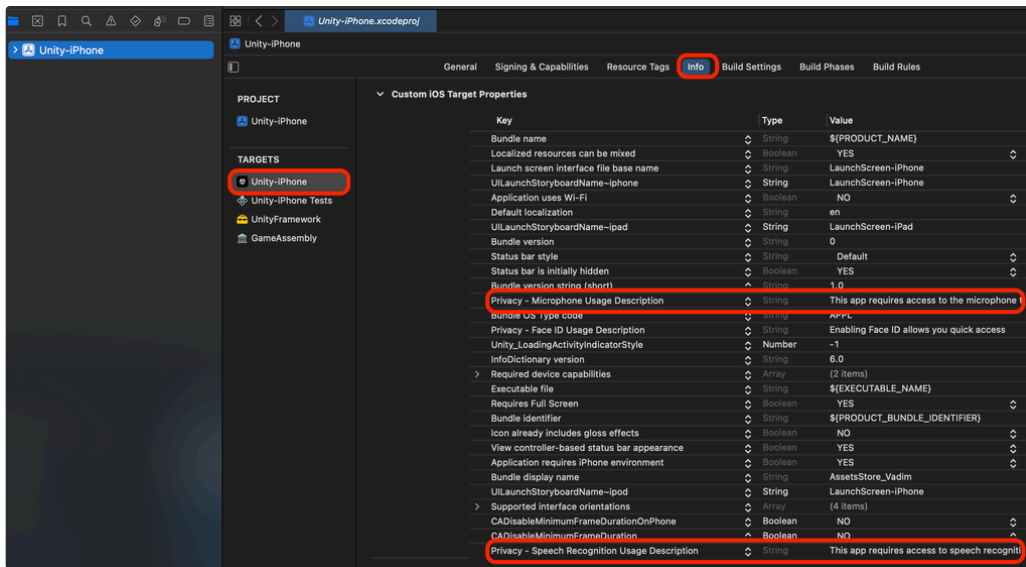 Unity-iPhone.xcodeproj
Unity-iPhone
Unity-iPhone
General Signing & Capabilities Resource Tags Info Build Settings Build Phases Build Rules
PROJECT
Unity-iPhone
TARGETS
Unity-iPhone
Unity-iPhone Tests
UnityFramework
GameAssembly
Custom iOS Target Properties
Key Type Value
Bundle name String ${PRODUCT_NAME}
Localized resources can be mixed Boolean YES
Launch screen interface file base name String LaunchScreen-iPhone
UILaunchStoryboardName~iphone String LaunchScreen-iPhone
Application uses Wi-Fi Boolean NO
Default localization String en
UILaunchStoryboardName~ipad String LaunchScreen-iPad
Bundle version String 0
Status bar style String Default
Status bar is initially hidden Boolean YES
Bundle version string (short) String 1.0
Privacy - Microphone Usage Description String This app requires access to the microphone t
Bundle OS Type code String APPL
Privacy - Face ID Usage Description String Enabling Face ID allows you quick access
Unity_LoadingActivityIndicatorStyle Number -1
InfoDictionary version String 6.0
Required device capabilities Array (2 items)
Executable file String ${EXECUTABLE_NAME}
Requires Full Screen Boolean YES
Bundle identifier String ${PRODUCT_BUNDLE_IDENTIFIER}
Icon already includes gloss effects Boolean NO
View controller-based status bar appearance Boolean YES
Application requires iPhone environment Boolean YES
Bundle display name String AssetsStore_Vadim
UILaunchStoryboardName~ipod String LaunchScreen-iPhone
Supported interface orientations Array (4 items)
CADisableMinimumFrameDurationOnPhone Boolean NO
CADisableMinimumFrameDuration Boolean NO
Privacy - Speech Recognition Usage Description String This app requires access to speech recogniti